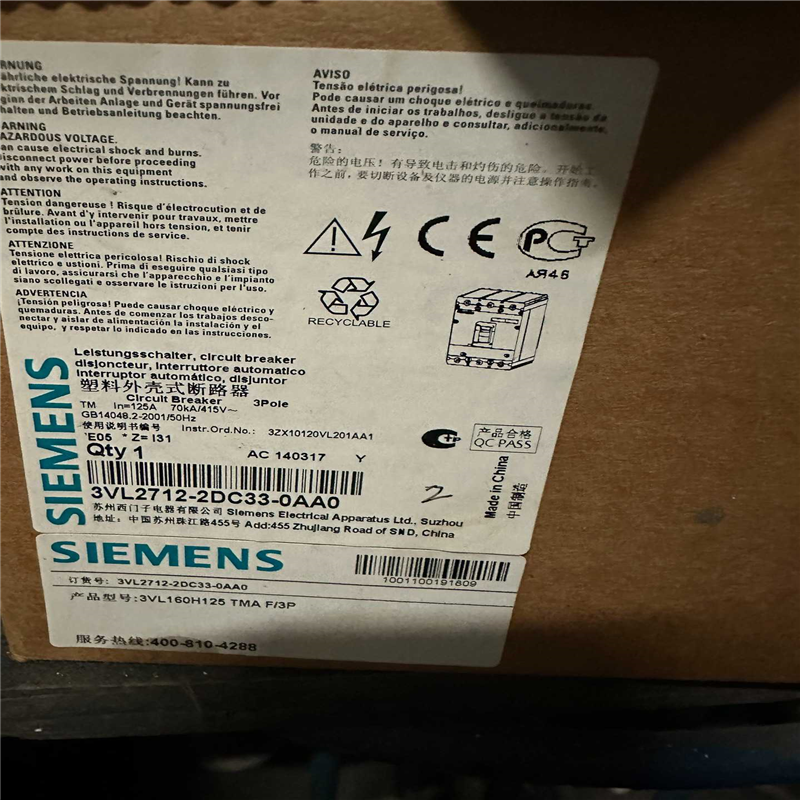 RNUNG
ährliche elektrische Spannung! Kann zu
ktrischem Schlag und Verbrennungen führen. Vor
ginn der Arbeiten Anlage und Gerät spannungsfrei
halten und Betriebsanleitung beachten.
ARNING
AZARDOUS VOLTAGE.
an cause electrical shock and burns.
isconnect power before proceeding
with any work on this equipment
and observe the operating instructions.
ATTENTION
Tension dangereuse ! Risque d'électrocution et de
brûlure. Avant d'y intervenir pour travaux, mettre
l'installation ou l'appareil hors tension, et tenir
compte des instructions de service.
ATTENZIONE
Tensione elettrica pericolosa! Rischio di shock
elettrico e ustioni. Prima di eseguire qualsiasi tipo
di lavoro, assicurarsi che l'apparecchio e l'impianto
siano scollegati e osservare le istruzioni per l'uso.
ADVERTENCIA
¡Tensión peligrosa! Puede causar choque eléctrico y
quemaduras. Antes de comenzar los trabajos desco-
nectar y aislar de alimentación la instalación y el
equipo, y respetar lo indicado en las instrucciones.
AVISO
Tensão elétrica perigosa!
Pode causar um choque elétrico e queimaduras.
Antes de iniciar os trabalhos, desligue a tensão da
unidade e do aparelho e consultar, adicionalmente,
o manual de serviço.
警告:
危险的电压! 有导致电击和灼伤的危险。开始工
作之前,要切断设备及仪器的电源并注意操作指南。
CE
PCT
АЯ46
RECYCLABLE
SIEMENS
Leistungsschalter, circuit breaker
disjoncteur, interruttore automatico
Interruptor automático, disjuntor
塑料外壳式断路器
Circuit Breaker 3Pole
TM In=125A 70kA/415V~
GB14048.2-2001/50Hz
使用说明书编号 Instr.Ord.No.: 3ZX10120VL201AA1
'E05 * Z= I31
Qty 1 AC 140317 Y
产品合格
QC PASS
3VL2712-2DC33-0AA0
2
Made in China
中国制造
苏州西门子电器有限公司 Siemens Electrical Apparatus Ltd., Suzhou
地址: 中国苏州珠江路455号 Add:455 Zhujiang Road of SND, China
SIEMENS
1001100191809
订货号: 3VL2712-2DC33-0AA0
产品型号:3VL160H125 TMA F/3P
服务热线:400-810-4288